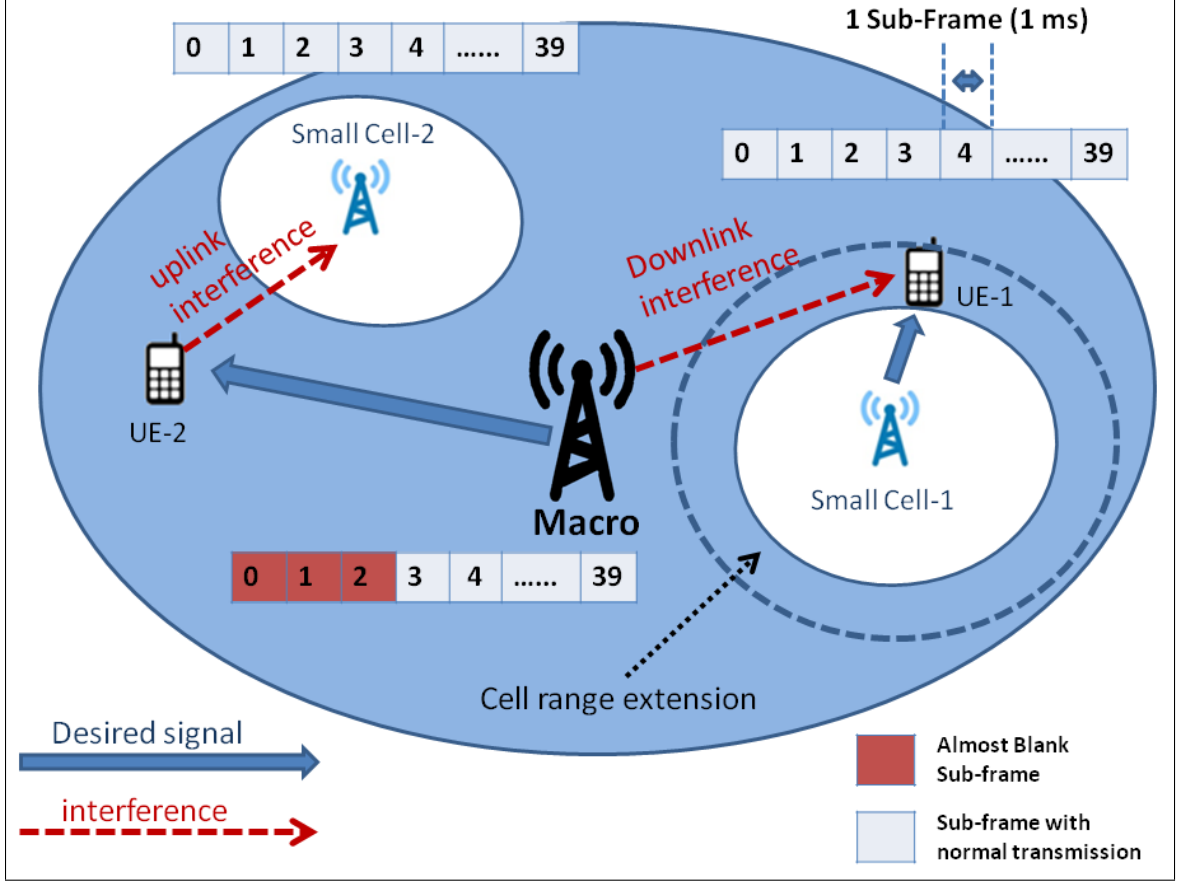 1 Sub-Frame (1 ms)
0 1 2 3 4 ...... 39
Small Cell-2
0 1 2 3 4 ...... 39
uplink
interference
Downlink
interference
UE-1
UE-2
Small Cell-1
Macro
0 1 2 3 4 ...... 39
Cell range extension
Desired signal
interference
Almost Blank
Sub-frame
Sub-frame with
normal transmission